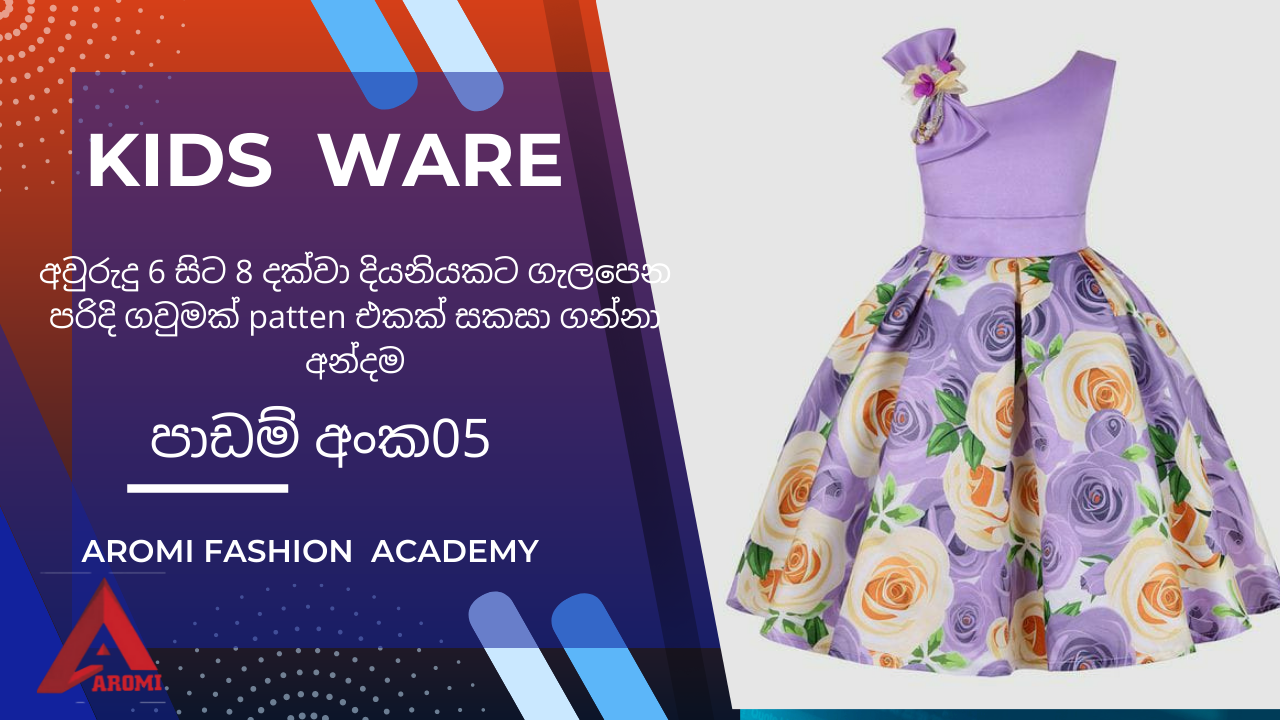 KIDS WARE
අවුරුදු 6 සිට 8 දක්වා දියනියකට ගැලපෙන
පරිදි ගවුමක් patten එකක් සකසා ගන්නා
අන්දම
පාඩම් අංක05
AROMI FASHION ACADEMY
AROMI